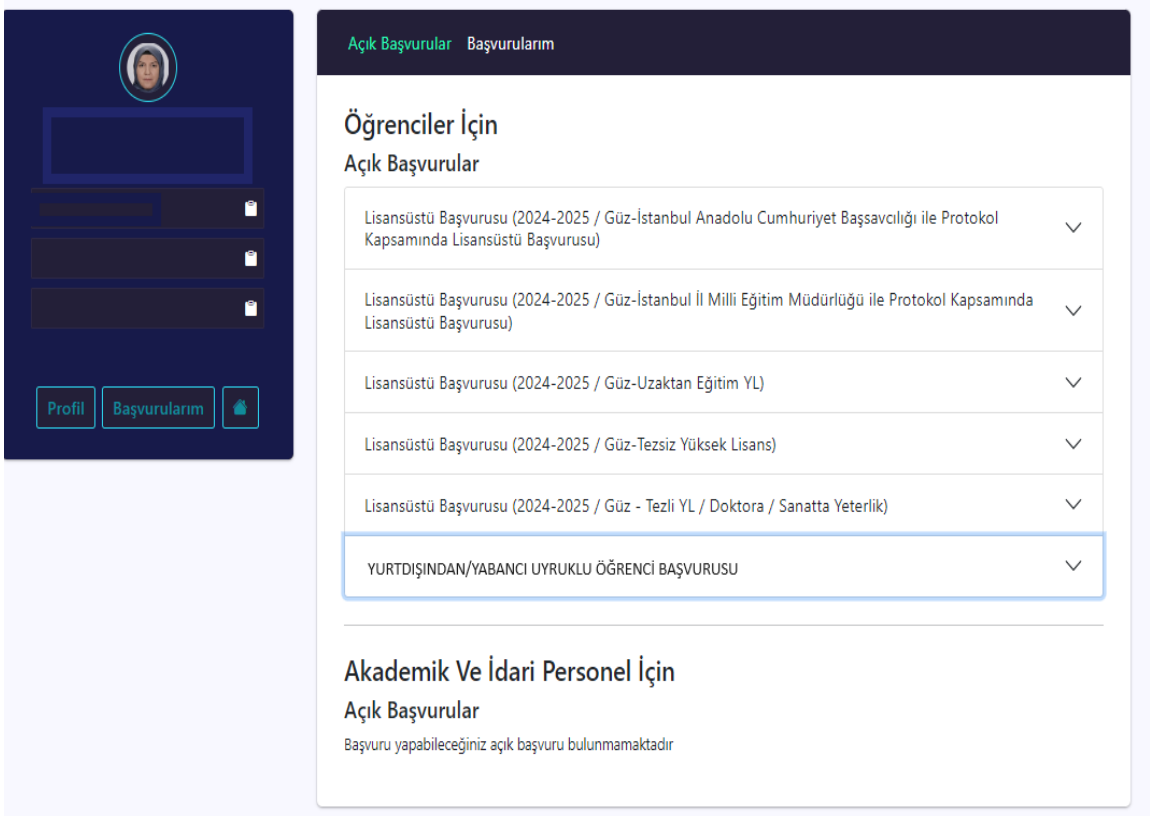 Profil
Başvurularım
Açık Başvurular Başvurularım
Öğrenciler İçin
Açık Başvurular
Lisansüstü Başvurusu (2024-2025 / Güz-İstanbul Anadolu Cumhuriyet Başsavcılığı ile Protokol
Kapsamında Lisansüstü Başvurusu)
Lisansüstü Başvurusu (2024-2025 / Güz-İstanbul İl Milli Eğitim Müdürlüğü ile Protokol Kapsamında
Lisansüstü Başvurusu)
Lisansüstü Başvurusu (2024-2025 / Güz-Uzaktan Eğitim YL)
Lisansüstü Başvurusu (2024-2025 / Güz-Tezsiz Yüksek Lisans)
Lisansüstü Başvurusu (2024-2025 / Güz - Tezli YL / Doktora / Sanatta Yeterlik)
YURTDIŞINDAN/YABANCI UYRUKLU ÖĞRENCİ BAŞVURUSU
Akademik Ve İdari Personel İçin
Açık Başvurular
Başvuru yapabileceğiniz açık başvuru bulunmamaktadır